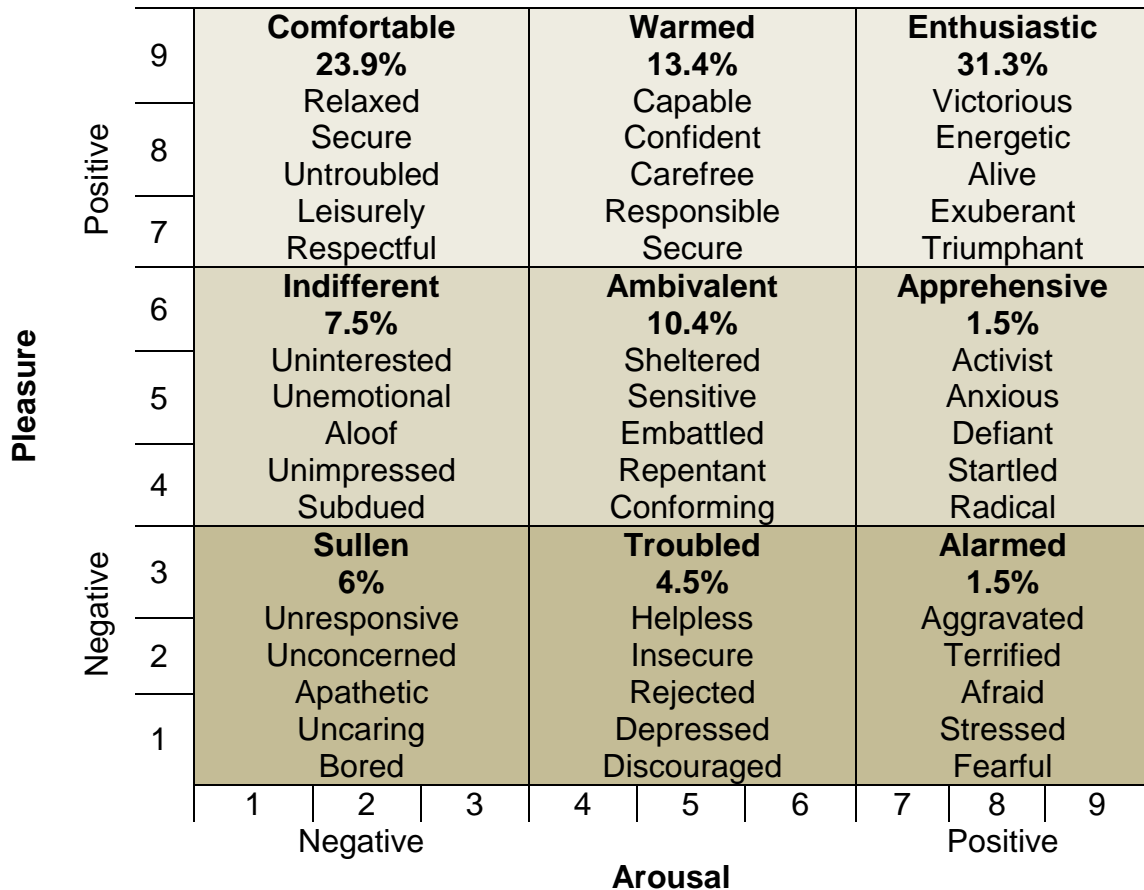 Pleasure
Positive
Negative
9
8
7
6
5
4
3
2
1
Comfortable
23.9%
Relaxed
Secure
Untroubled
Leisurely
Respectful
Warmed
13.4%
Capable
Confident
Carefree
Responsible
Secure
Enthusiastic
31.3%
Victorious
Energetic
Alive
Exuberant
Triumphant
Indifferent
7.5%
Uninterested
Unemotional
Aloof
Unimpressed
Subdued
Ambivalent
10.4%
Sheltered
Sensitive
Embattled
Repentant
Conforming
Apprehensive
1.5%
Activist
Anxious
Defiant
Startled
Radical
Sullen
6%
Unresponsive
Unconcerned
Apathetic
Uncaring
Bored
Troubled
4.5%
Helpless
Insecure
Rejected
Depressed
Discouraged
Alarmed
1.5%
Aggravated
Terrified
Afraid
Stressed
Fearful
1 2 3 4 5 6 7 8 9
Negative Positive
Arousal